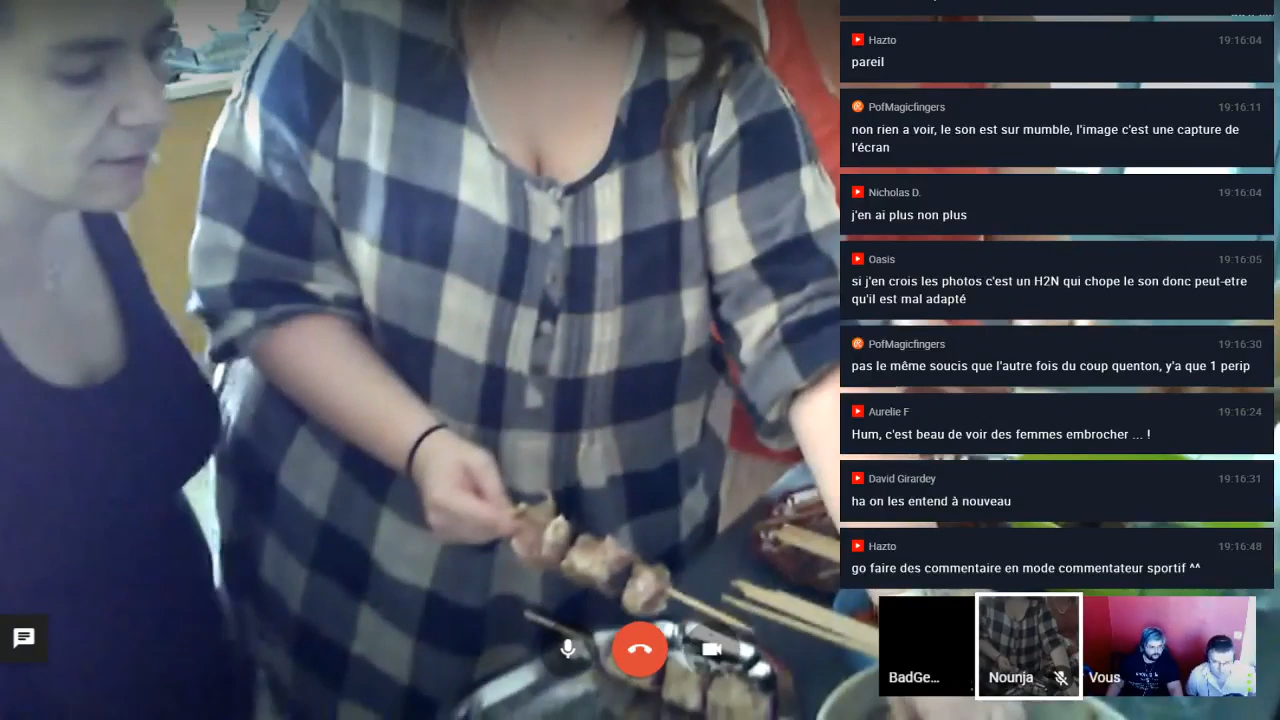 Hazto
19:16:04
pareil
PofMagicfingers
19:16:11
non rien a voir, le son est sur mumble, l'image c'est une capture de
l'écran
Nicholas D.
19:16:04
j'en ai plus non plus
Oasis
19:16:05
si j'en crois les photos c'est un H2N qui chope le son donc peut-etre
qu'il est mal adapté
PofMagicfingers
19:16:30
pas le même soucis que l'autre fois du coup quenton, y'a que 1 perip
Aurelie F
19:16:24
Hum, c'est beau de voir des femmes embrocher ... !
David Girardey
19:16:31
ha on les entend à nouveau
Hazto
19:16:48
go faire des commentaire en mode commentateur sportif ^^
BadGe...
Nounja
Vous